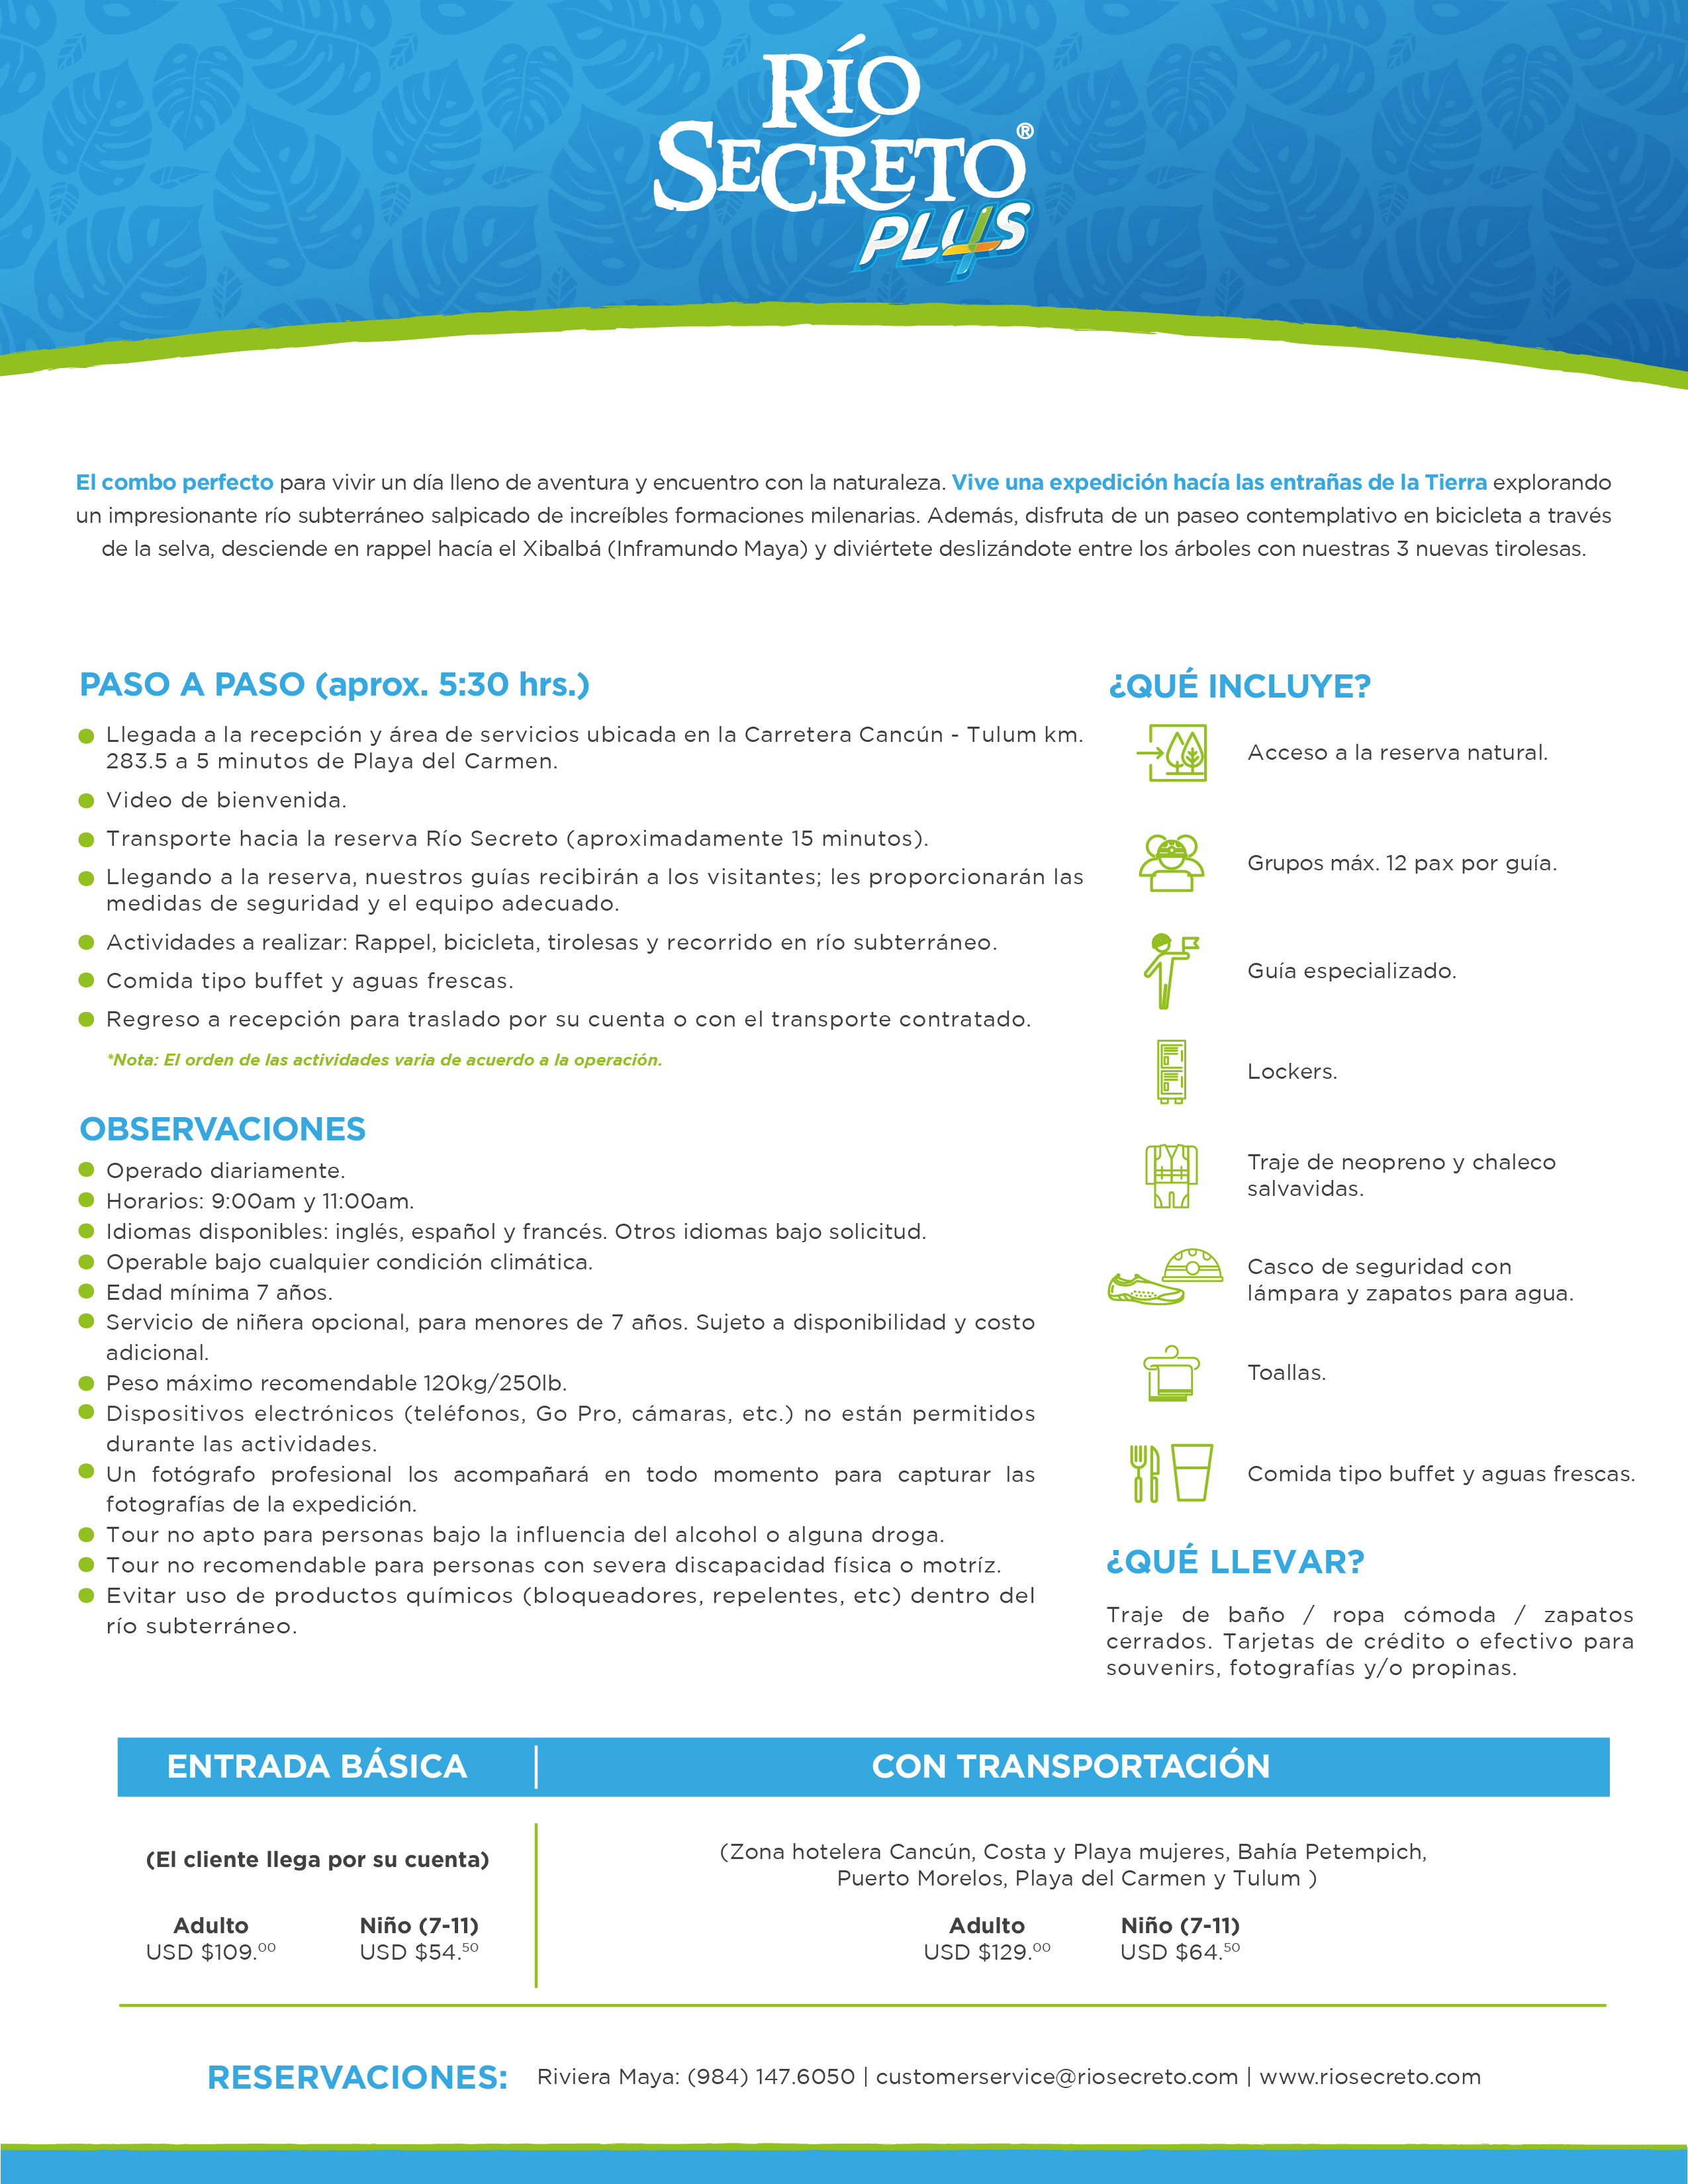 RÍO
SECRETO®
PLUS
El combo perfecto para vivir un día lleno de aventura y encuentro con la naturaleza. Vive una expedición hacía las entrañas de la Tierra explorando
un impresionante río subterráneo salpicado de increíbles formaciones milenarias. Además, disfruta de un paseo contemplativo en bicicleta a través
de la selva, desciende en rappel hacía el Xibalbá (Inframundo Maya) y diviértete deslizándote entre los árboles con nuestras 3 nuevas tirolesas.
PASO A PASO (aprox. 5:30 hrs.)
Llegada a la recepción y área de servicios ubicada en la Carretera Cancún - Tulum km.
283.5 a 5 minutos de Playa del Carmen.
Video de bienvenida.
Transporte hacia la reserva Río Secreto (aproximadamente 15 minutos).
Llegando a la reserva, nuestros guías recibirán a los visitantes; les proporcionarán las
medidas de seguridad y el equipo adecuado.
Actividades a realizar: Rappel, bicicleta, tirolesas y recorrido en río subterráneo.
Comida tipo buffet y aguas frescas.
Regreso a recepción para traslado por su cuenta o con el transporte contratado.
*Nota: El orden de las actividades varia de acuerdo a la operación.
OBSERVACIONES
Operado diariamente.
Horarios: 9:00am y 11:00am.
Idiomas disponibles: inglés, español y francés. Otros idiomas bajo solicitud.
Operable bajo cualquier condición climática.
Edad mínima 7 años.
Servicio de niñera opcional, para menores de 7 años. Sujeto a disponibilidad y costo
adicional.
Peso máximo recomendable 120kg/250lb.
Dispositivos electrónicos (teléfonos, Go Pro, cámaras, etc.) no están permitidos
durante las actividades.
Un fotógrafo profesional los acompañará en todo momento para capturar las
fotografías de la expedición.
Tour no apto para personas bajo la influencia del alcohol o alguna droga.
Tour no recomendable para personas con severa discapacidad física o motríz.
Evitar uso de productos químicos (bloqueadores, repelentes, etc) dentro del
río subterráneo.
¿QUÉ INCLUYE?
Acceso a la reserva natural.
Grupos máx. 12 pax por guía.
Guía especializado.
Lockers.
Traje de neopreno y chaleco
salvavidas.
Casco de seguridad con
lámpara y zapatos para agua.
Toallas.
Comida tipo buffet y aguas frescas.
¿QUÉ LLEVAR?
Traje de baño / ropa cómoda / zapatos
cerrados. Tarjetas de crédito o efectivo para
souvenirs, fotografías y/o propinas.
ENTRADA BÁSICA
(El cliente llega por su cuenta)
Adulto Niño (7-11)
USD $109.00 USD $54.50
CON TRANSPORTACIÓN
(Zona hotelera Cancún, Costa y Playa mujeres, Bahía Petempich,
Puerto Morelos, Playa del Carmen y Tulum )
Adulto Niño (7-11)
USD $129.00 USD $64.50
RESERVACIONES: Riviera Maya: (984) 147.6050 | customerservice@riosecreto.com | www.riosecreto.com